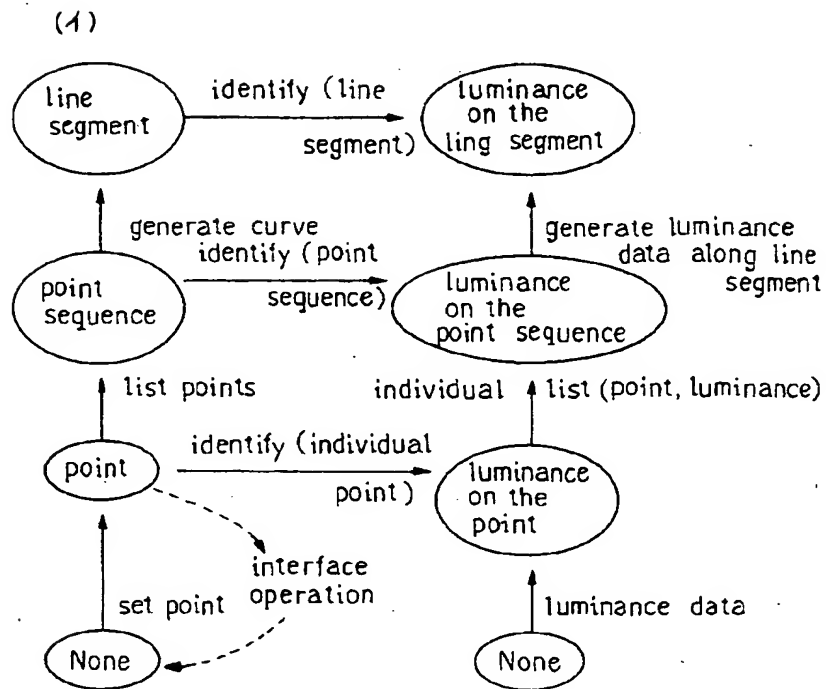 (1)
line
segment
identify (line
segment)
luminance
on the
ling segment
generate curve
generate luminance
data along line
segment
point
sequence
identify (point
sequence)
luminance
on the
point sequence
list points
individual list (point, luminance)
point
identify (individual
point)
luminance
on the
point
interface
operation
set point
luminance data
None
None